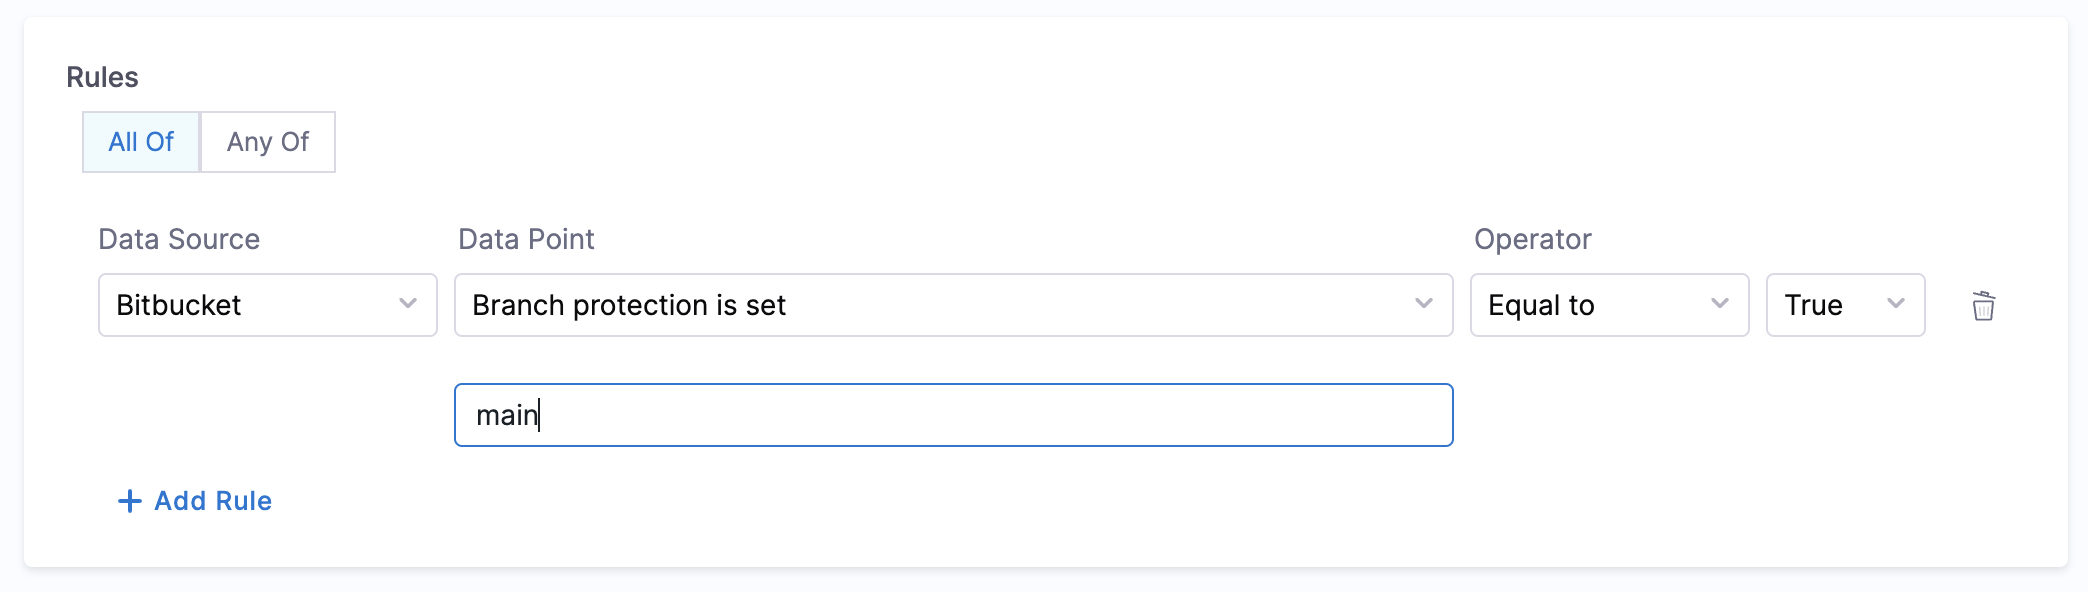 Rules
All Of Any Of
Data Source Data Point Operator
Bitbucket Branch protection is set Equal to True
main
+ Add Rule